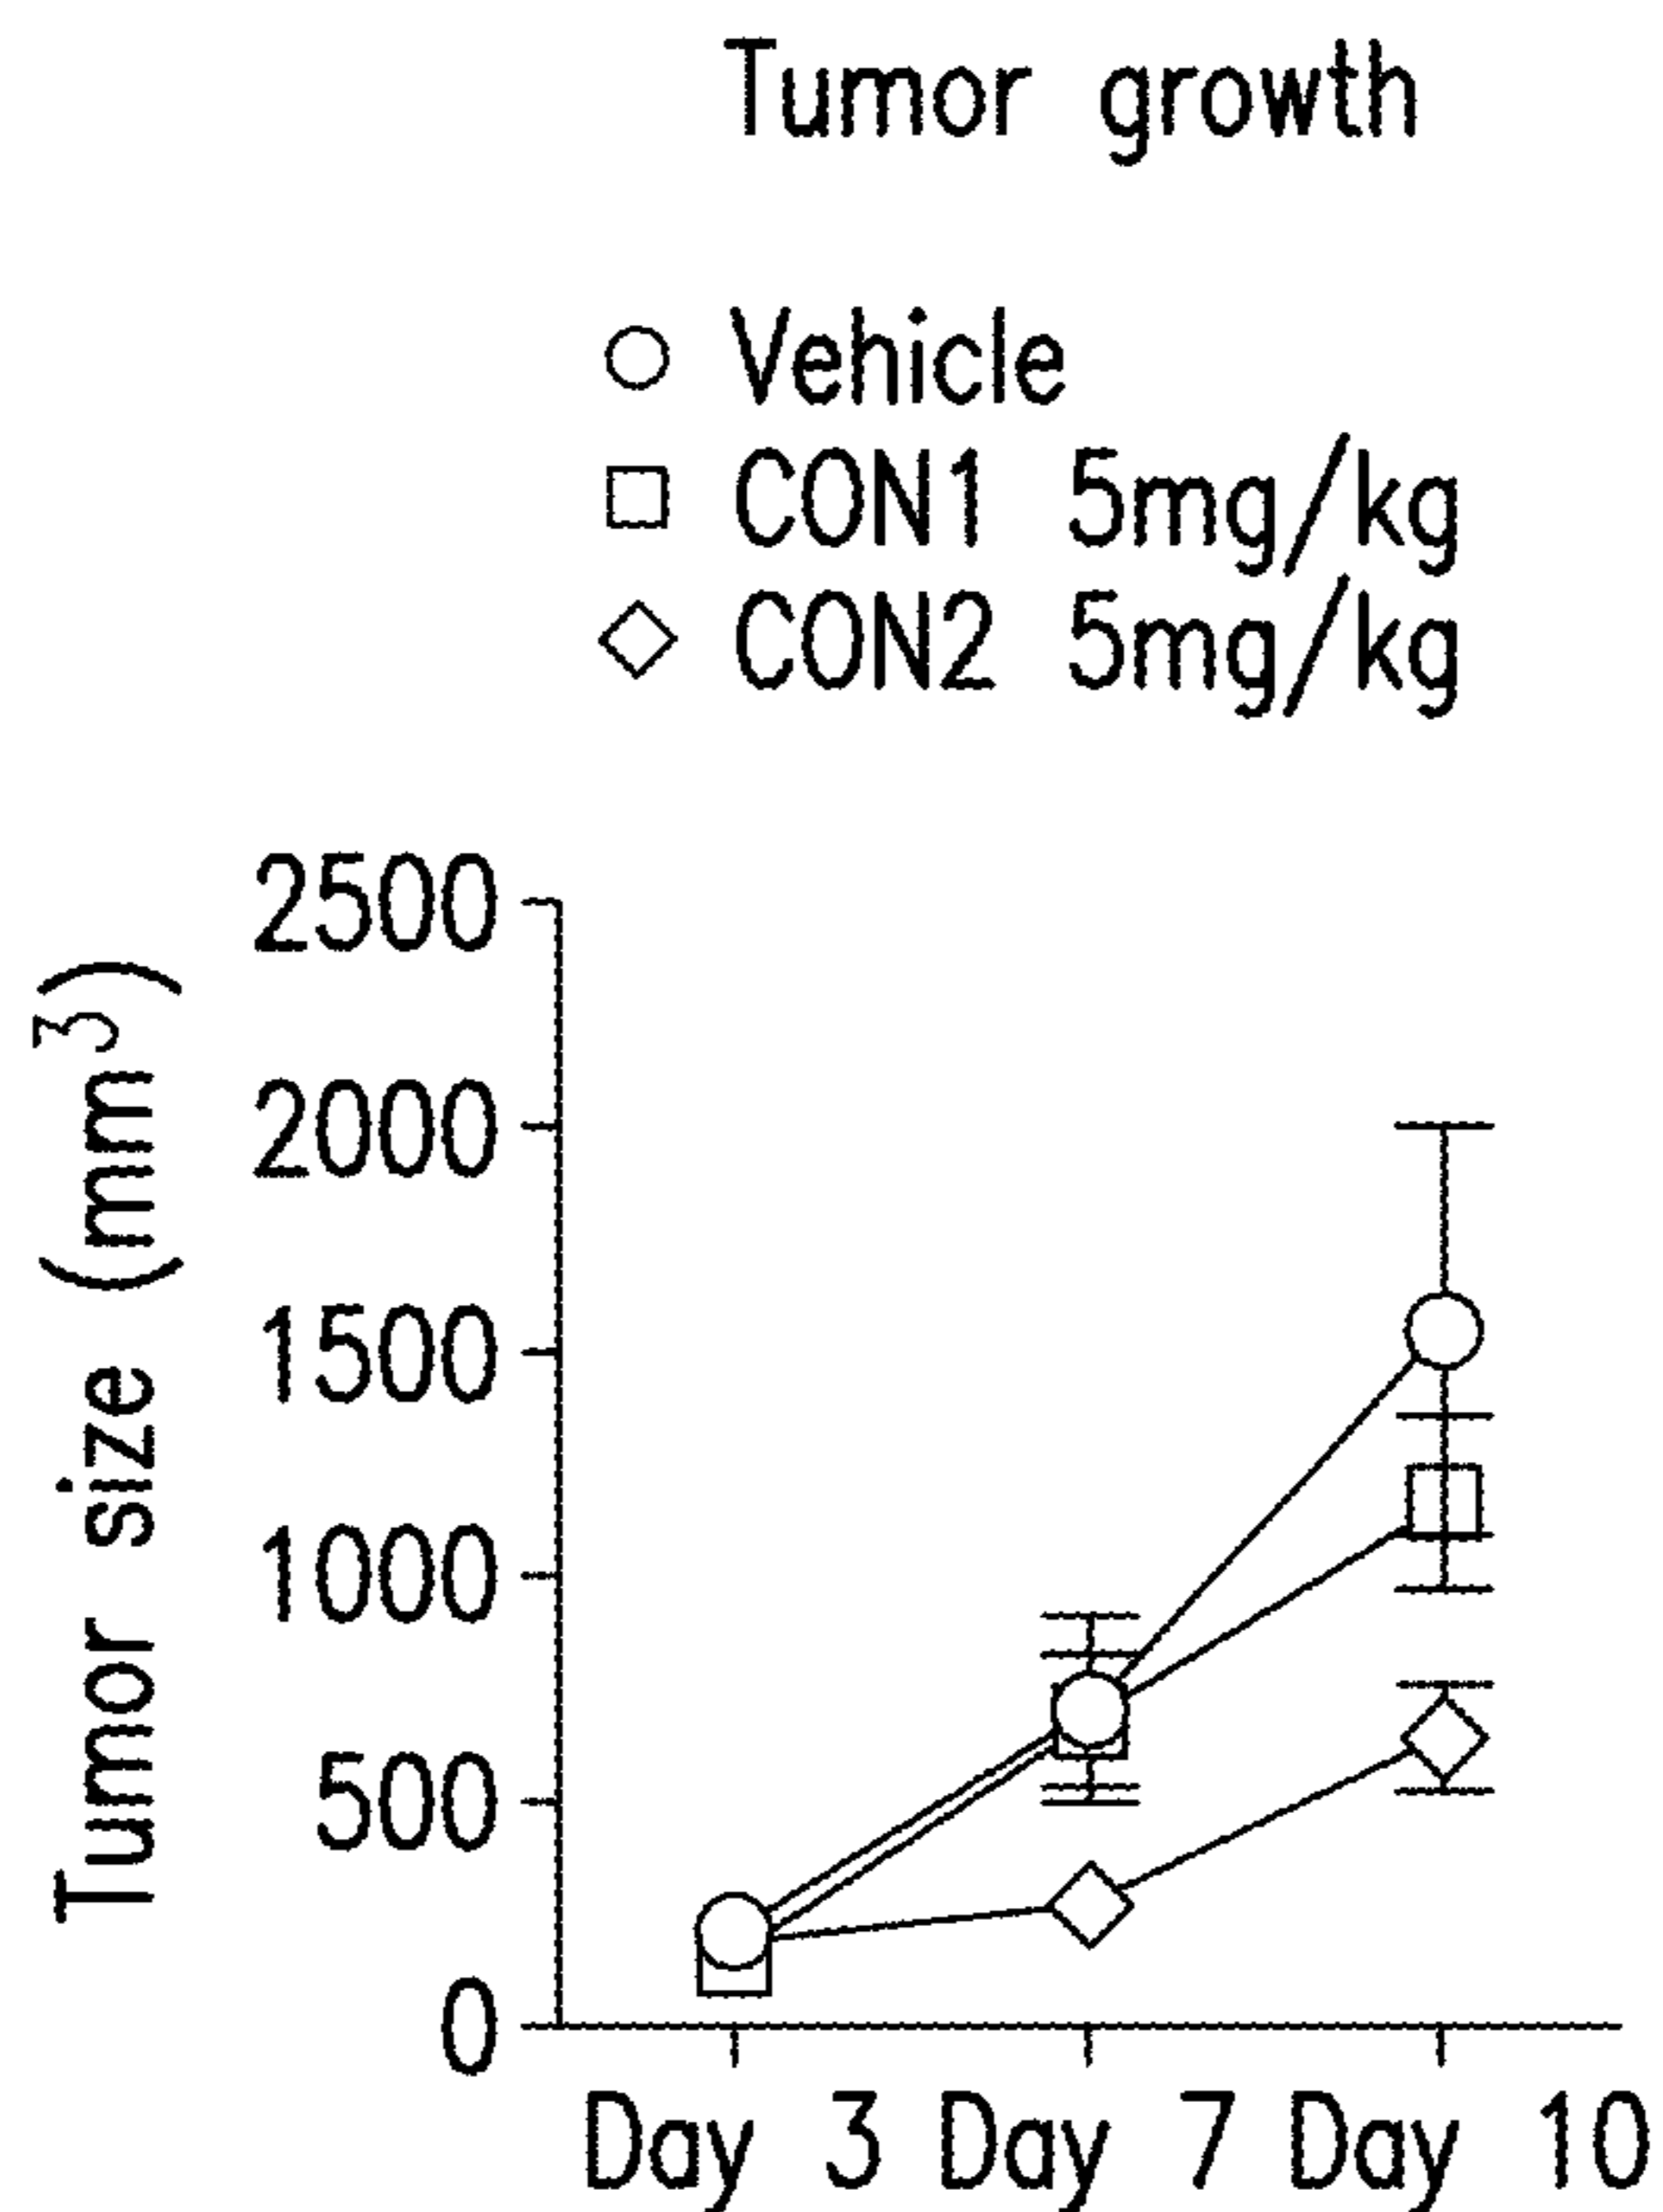 Tumor growth
Vehicle
CON1 5mg/kg
CON2 5mg/kg
Tumor size (mm³)
2500
2000
1500
1000
500
0
Day 3 Day 7 Day 10